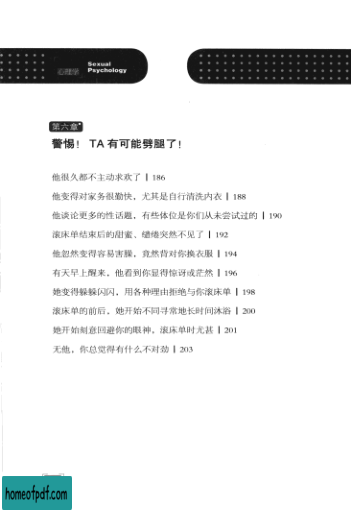 心理学
Sexual
Psychology
第六章
警惕！ TA有可能劈腿了！
他很久都不主动求欢了 | 186
他变得对家务很勤快，尤其是自行清洗内衣 | 188
他谈论更多的性话题，有些体位是你们从未尝试过的 | 190
滚床单结束后的甜蜜、缱绻突然不见了 | 192
他忽然变得容易害臊，竟然背对你换衣服 | 194
有天早上醒来，他看到你显得惊讶或茫然 | 196
她变得躲躲闪闪，用各种理由拒绝与你滚床单 | 198
滚床单的前后，她开始不同寻常地长时间沐浴 | 200
她开始刻意回避你的眼神，滚床单时尤甚 | 201
无他，你总觉得有什么不对劲 | 203
homeofpdf.com